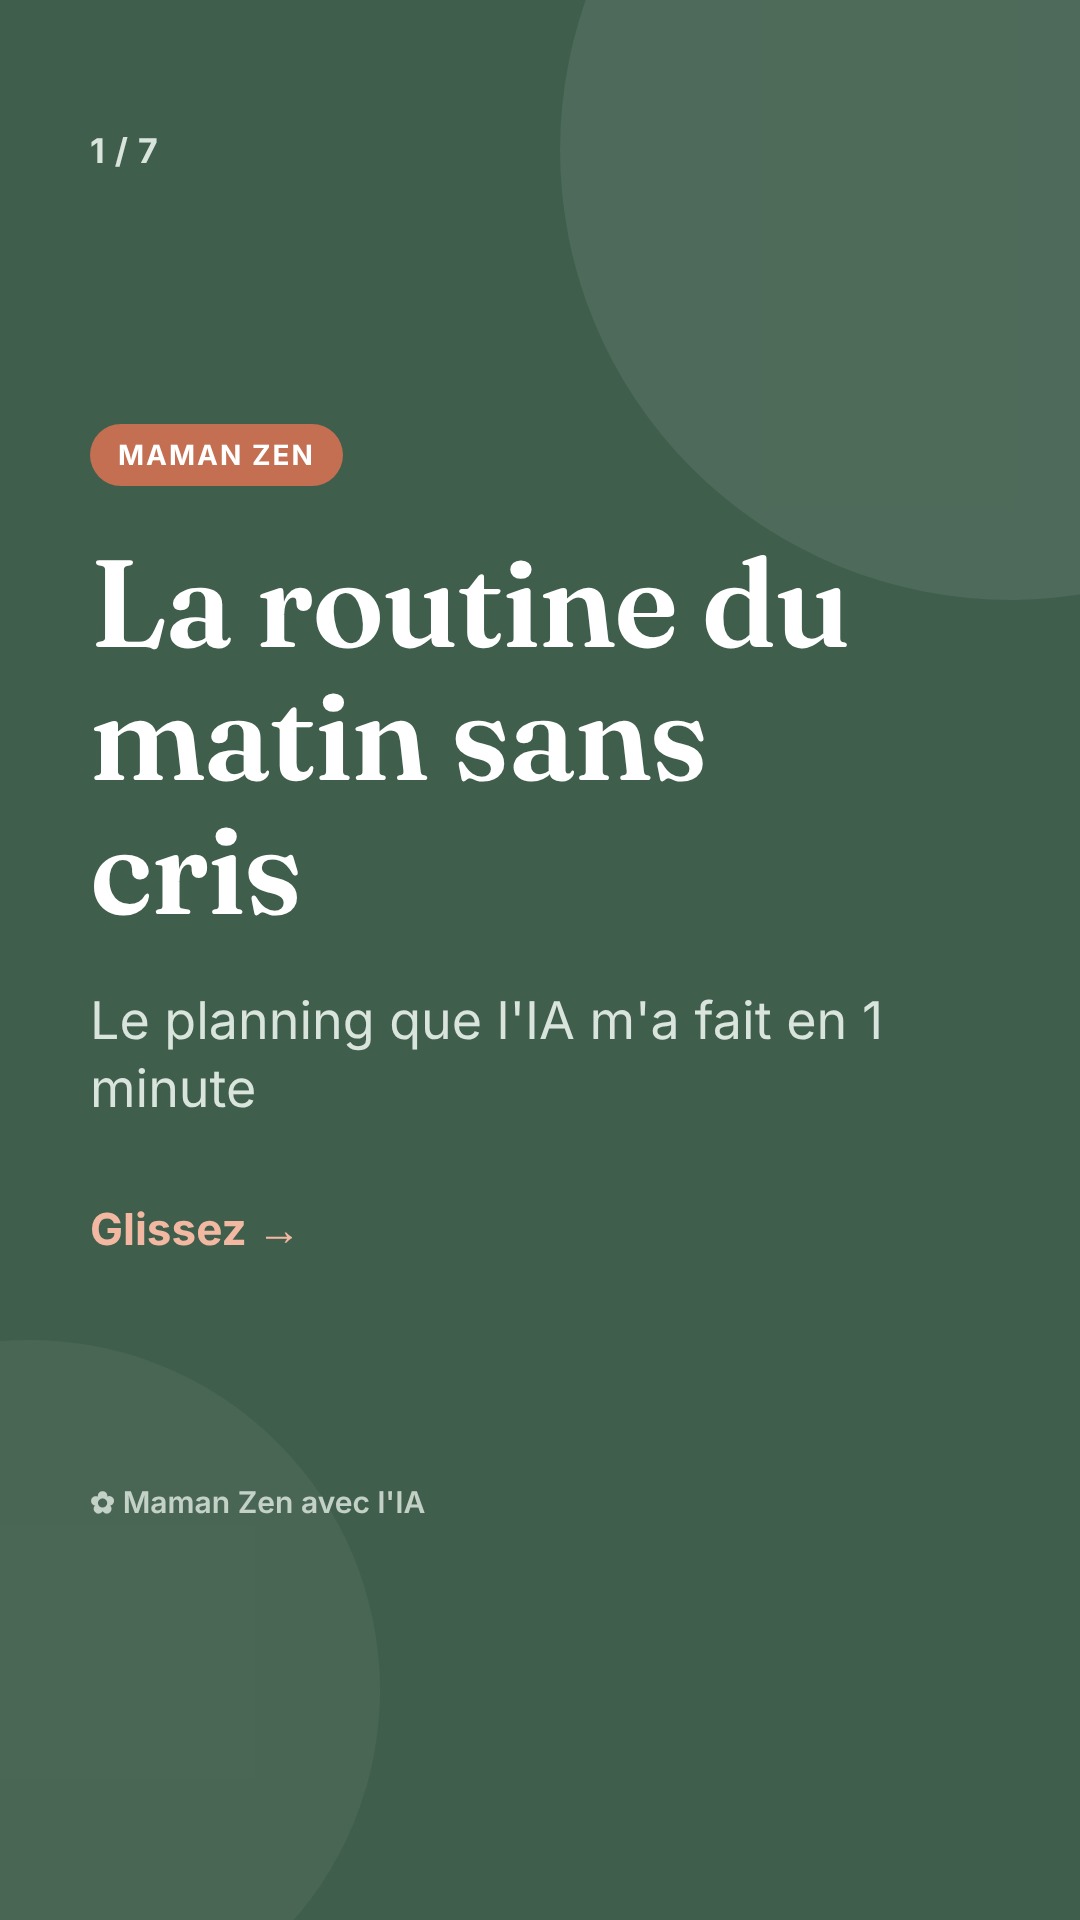 1 / 7
MAMAN ZEN
La routine du
matin sans
cris
Le planning que l'IA m'a fait en 1
minute
Glissez →
✿ Maman Zen avec l'IA